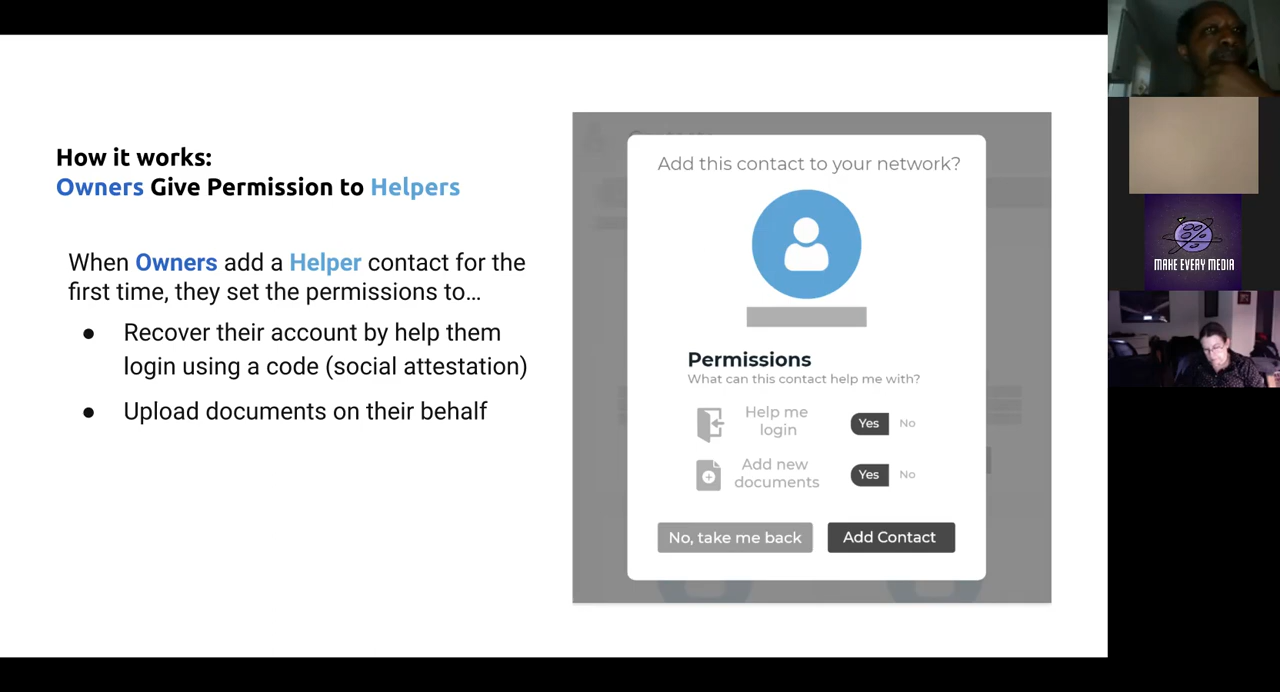 How it works:
Owners Give Permission to Helpers
When Owners add a Helper contact for the
first time, they set the permissions to…
● Recover their account by help them
login using a code (social attestation)
● Upload documents on their behalf
Add this contact to your network?
Permissions
What can this contact help me with?
Help me
login
Yes No
Add new
documents
Yes No
No, take me back
Add Contact
MAKE EVERY MEDIA